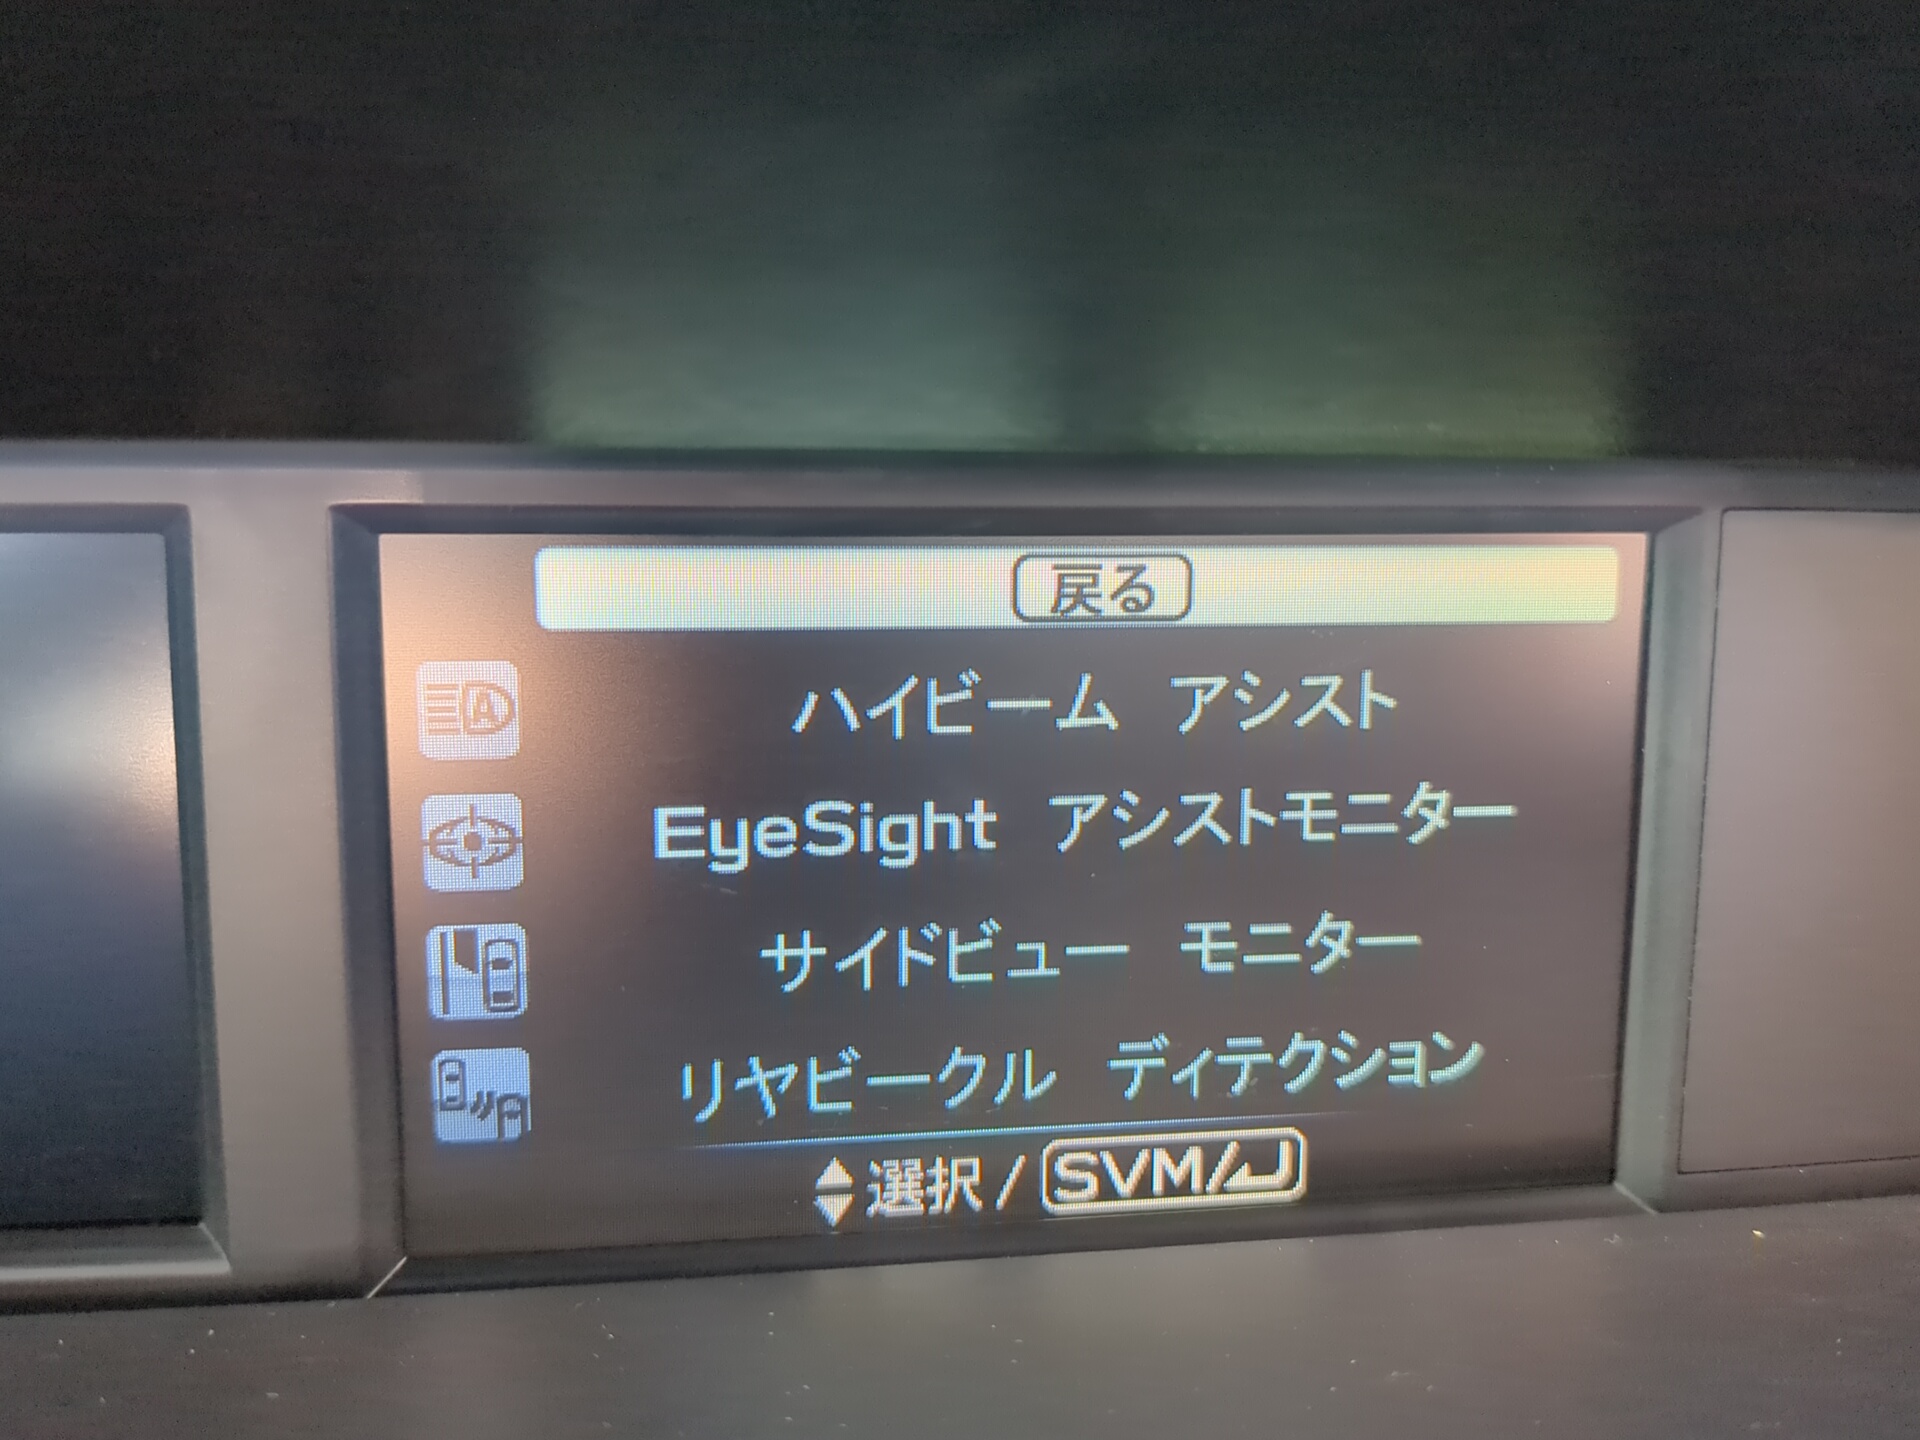 戻る
ハイビーム アシスト
EyeSight アシストモニター
サイドビュー モニター
リヤビークル ディテクション
選択/SVM/↲